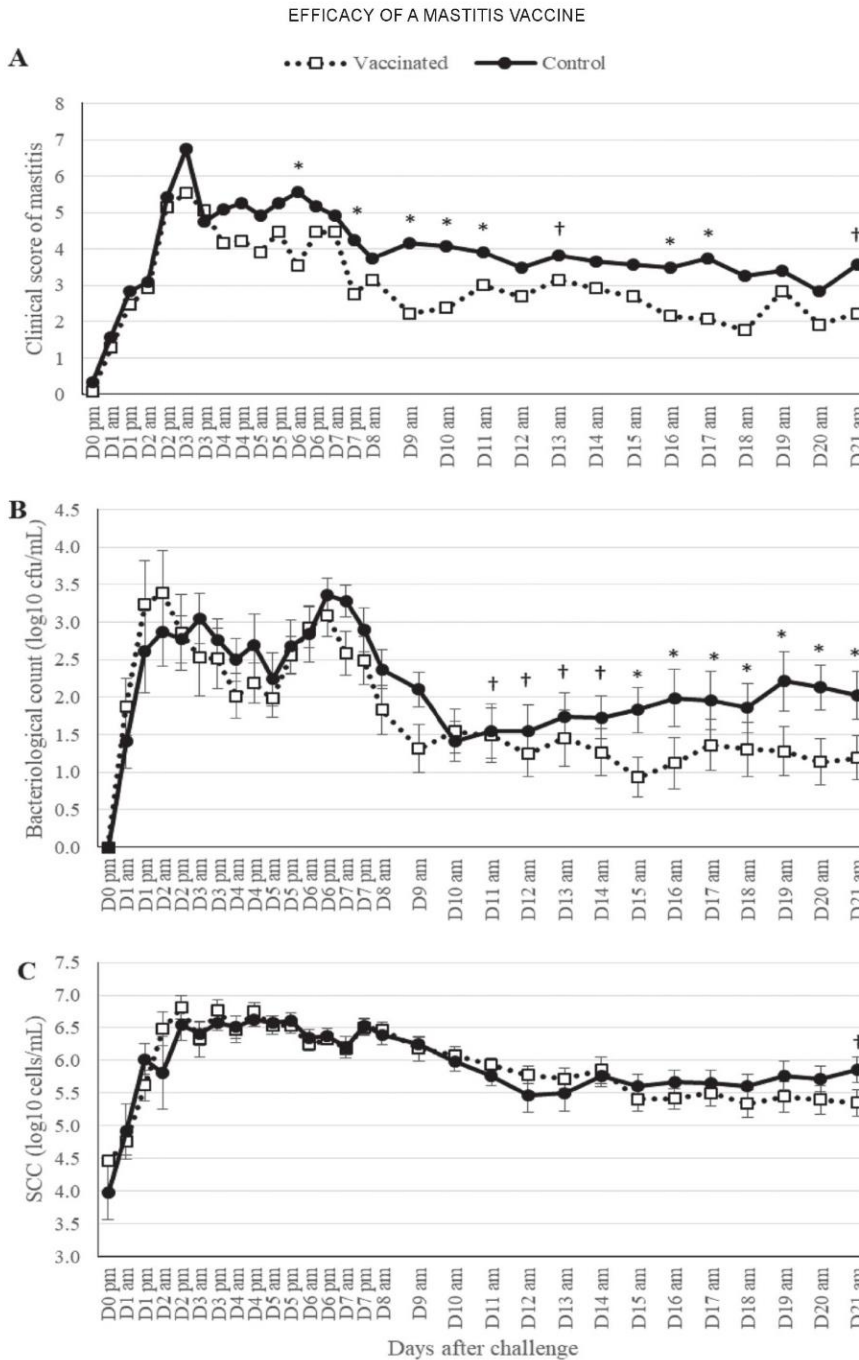 EFFICACY OF A MASTITIS VACCINE
A
Vaccinated Control
Clinical score of mastitis
8
7
6
5
4
3
2
1
0
* * * * * † * * †
D0 pm D1 am D1 pm D2 am D2 pm D3 am D3 pm D4 am D4 pm D5 am D5 pm D6 am D6 pm D7 am D7 pm D8 am D9 am D10 am D11 am D12 am D13 am D14 am D15 am D16 am D17 am D18 am D19 am D20 am D21 am
B
Bacteriological count (log10 cfu/mL)
4.5
4.0
3.5
3.0
2.5
2.0
1.5
1.0
0.5
0.0
† † † † * * * * * * *
D0 pm D1 am D1 pm D2 am D2 pm D3 am D3 pm D4 am D4 pm D5 am D5 pm D6 am D6 pm D7 am D7 pm D8 am D9 am D10 am D11 am D12 am D13 am D14 am D15 am D16 am D17 am D18 am D19 am D20 am D21 am
C
SCC (log10 cells/mL)
7.5
7.0
6.5
6.0
5.5
5.0
4.5
4.0
3.5
3.0
†
D0 pm D1 am D1 pm D2 am D2 pm D3 am D3 pm D4 am D4 pm D5 am D5 pm D6 am D6 pm D7 am D7 pm D8 am D9 am D10 am D11 am D12 am D13 am D14 am D15 am D16 am D17 am D18 am D19 am D20 am D21 am
Days after challenge